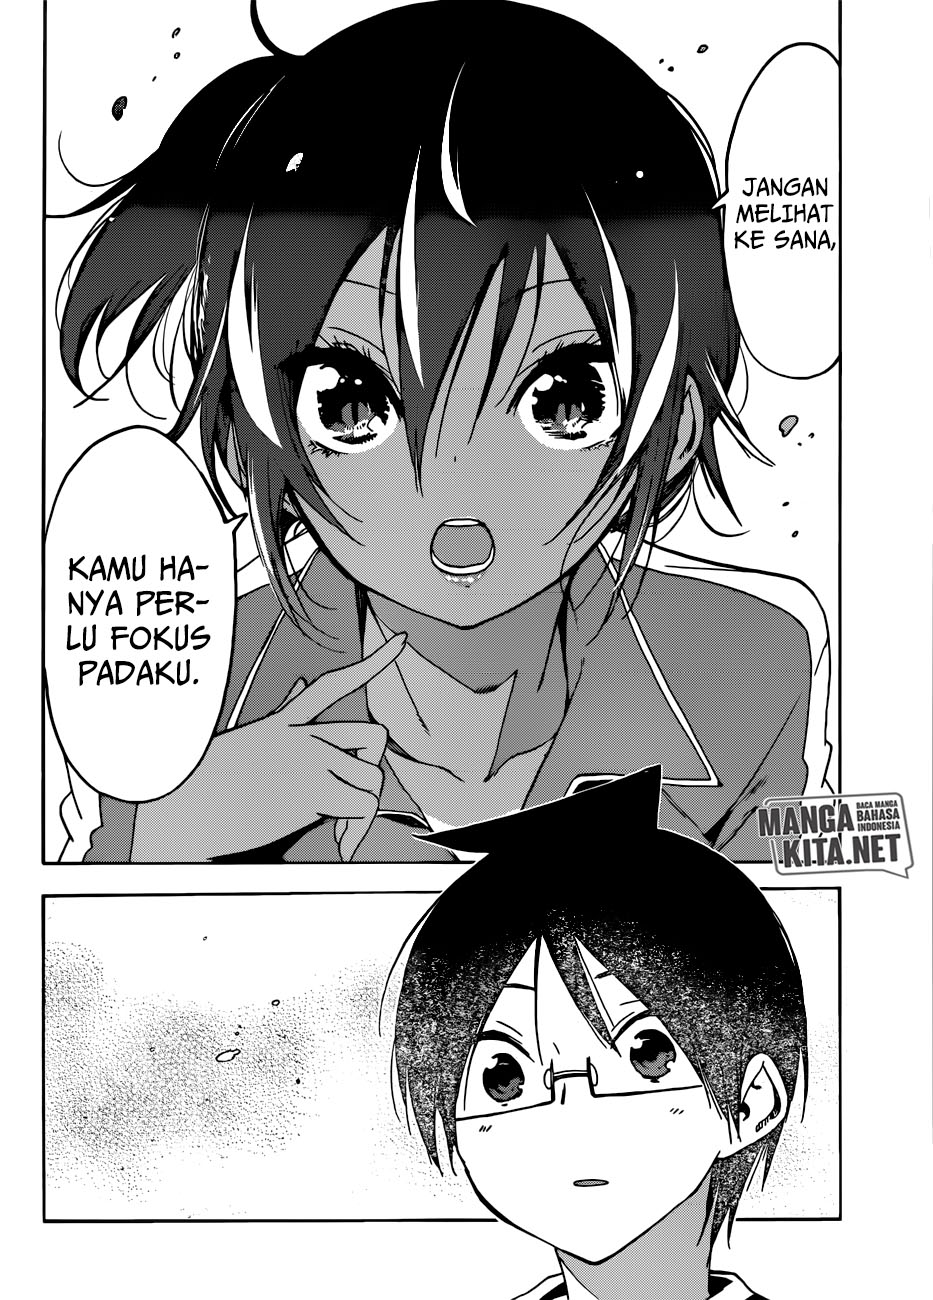 JANGAN
MELIHAT
KE SANA,
KAMU HA-
NYA PER-
LU FOKUS
PADAKU.
MANGA
BACA MANGA
BAHASA
INDONESIA
KITA.NET